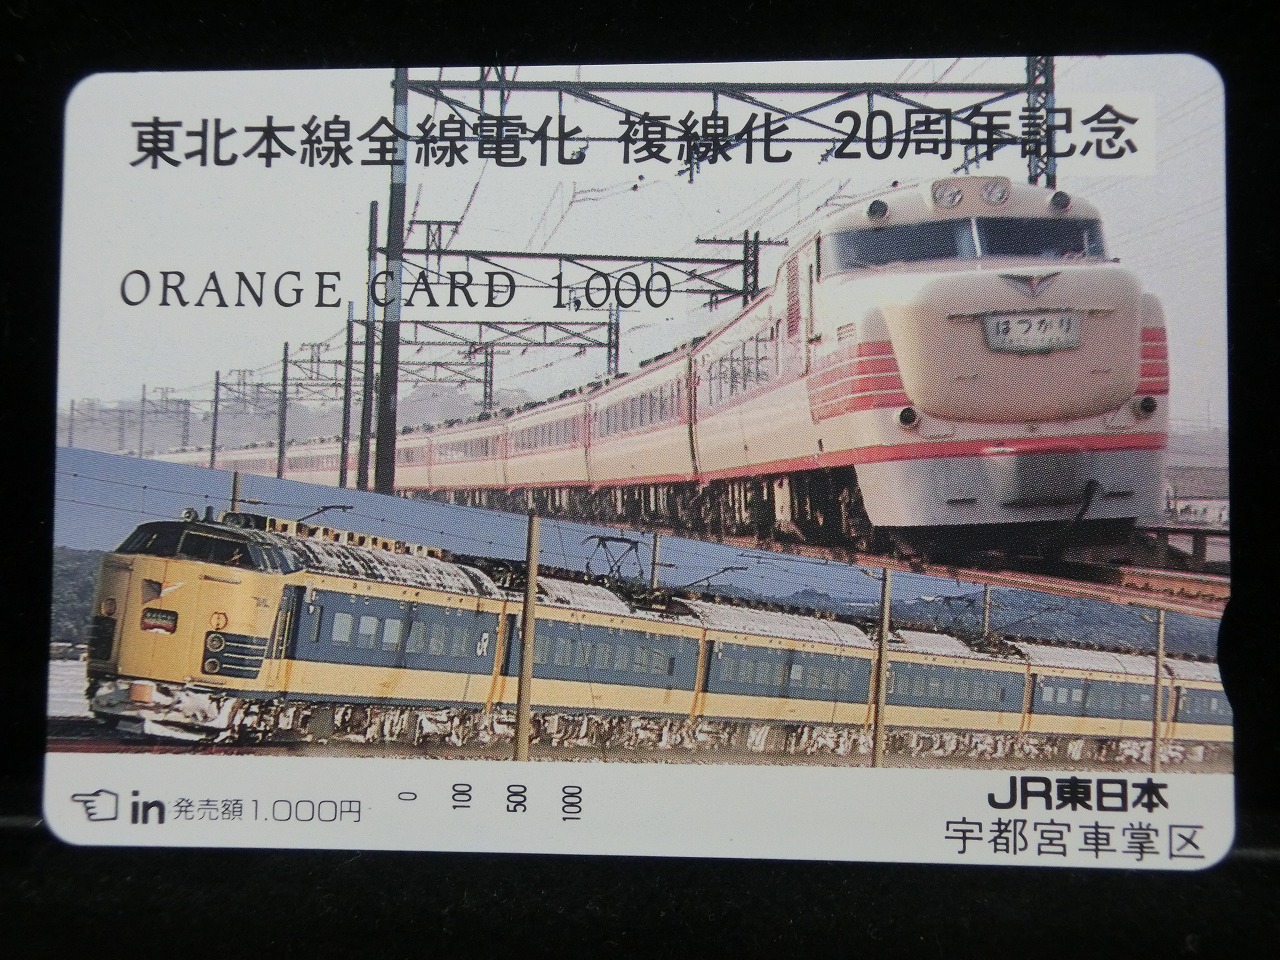 東北本線全線電化 複線化 20周年記念
ORANGE CARD 1,000
はつかり
JR
in 発売額1.000円 0 100 500 1000
JR東日本
宇都宮車掌区